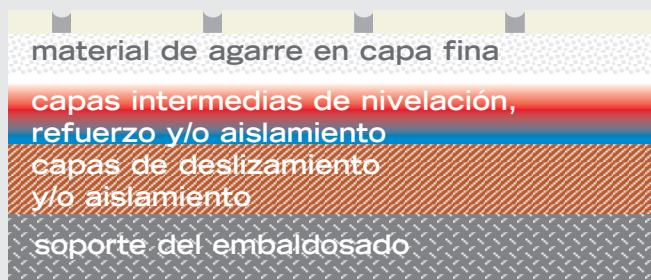 material de agarre en capa fina
capas intermedias de nivelación,
refuerzo y/o aislamiento
capas de deslizamiento
y/o aislamiento
soporte del embaldosado